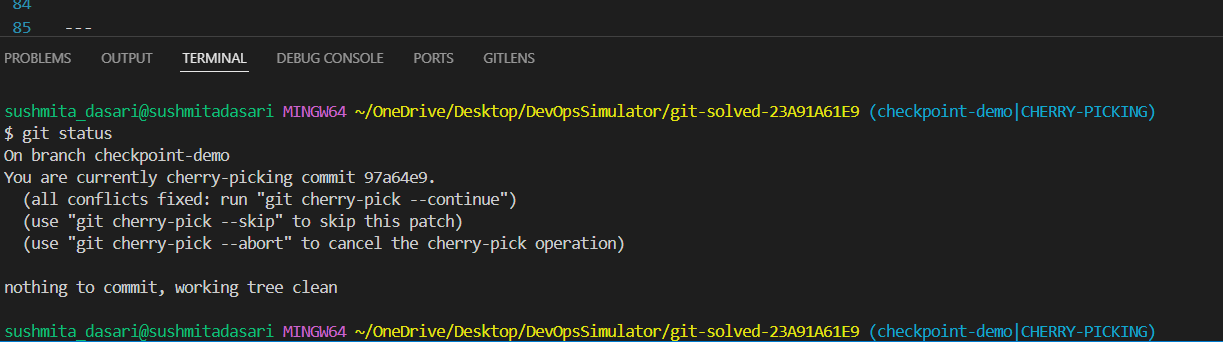 84
85 ---
PROBLEMS OUTPUT TERMINAL DEBUG CONSOLE PORTS GITLENS
sushmita_dasari@sushmitadasari MINGW64 ~/OneDrive/Desktop/DevOpsSimulator/git-solved-23A91A61E9 (checkpoint-demo|CHERRY-PICKING)
$ git status
On branch checkpoint-demo
You are currently cherry-picking commit 97a64e9.
  (all conflicts fixed: run "git cherry-pick --continue")
  (use "git cherry-pick --skip" to skip this patch)
  (use "git cherry-pick --abort" to cancel the cherry-pick operation)
nothing to commit, working tree clean
sushmita_dasari@sushmitadasari MINGW64 ~/OneDrive/Desktop/DevOpsSimulator/git-solved-23A91A61E9 (checkpoint-demo|CHERRY-PICKING)